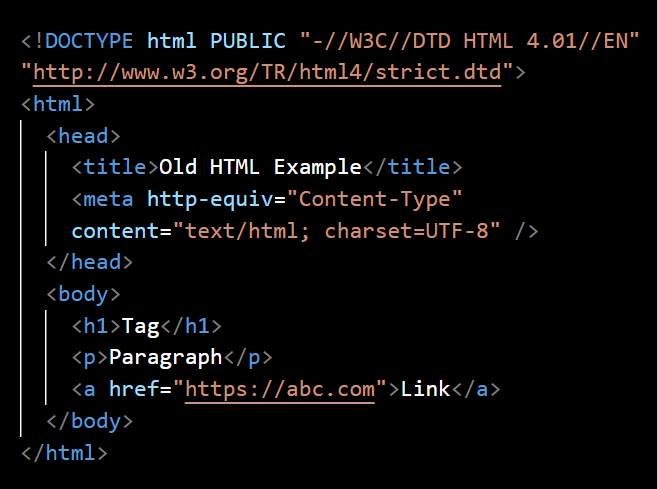 <!DOCTYPE html PUBLIC "-//W3C//DTD HTML 4.01//EN"
"http://www.w3.org/TR/html4/strict.dtd">
<html>
<head>
<title>Old HTML Example</title>
<meta http-equiv="Content-Type"
content="text/html; charset=UTF-8" />
</head>
<body>
<h1>Tag</h1>
<p>Paragraph</p>
<a href="https://abc.com">Link</a>
</body>
</html>